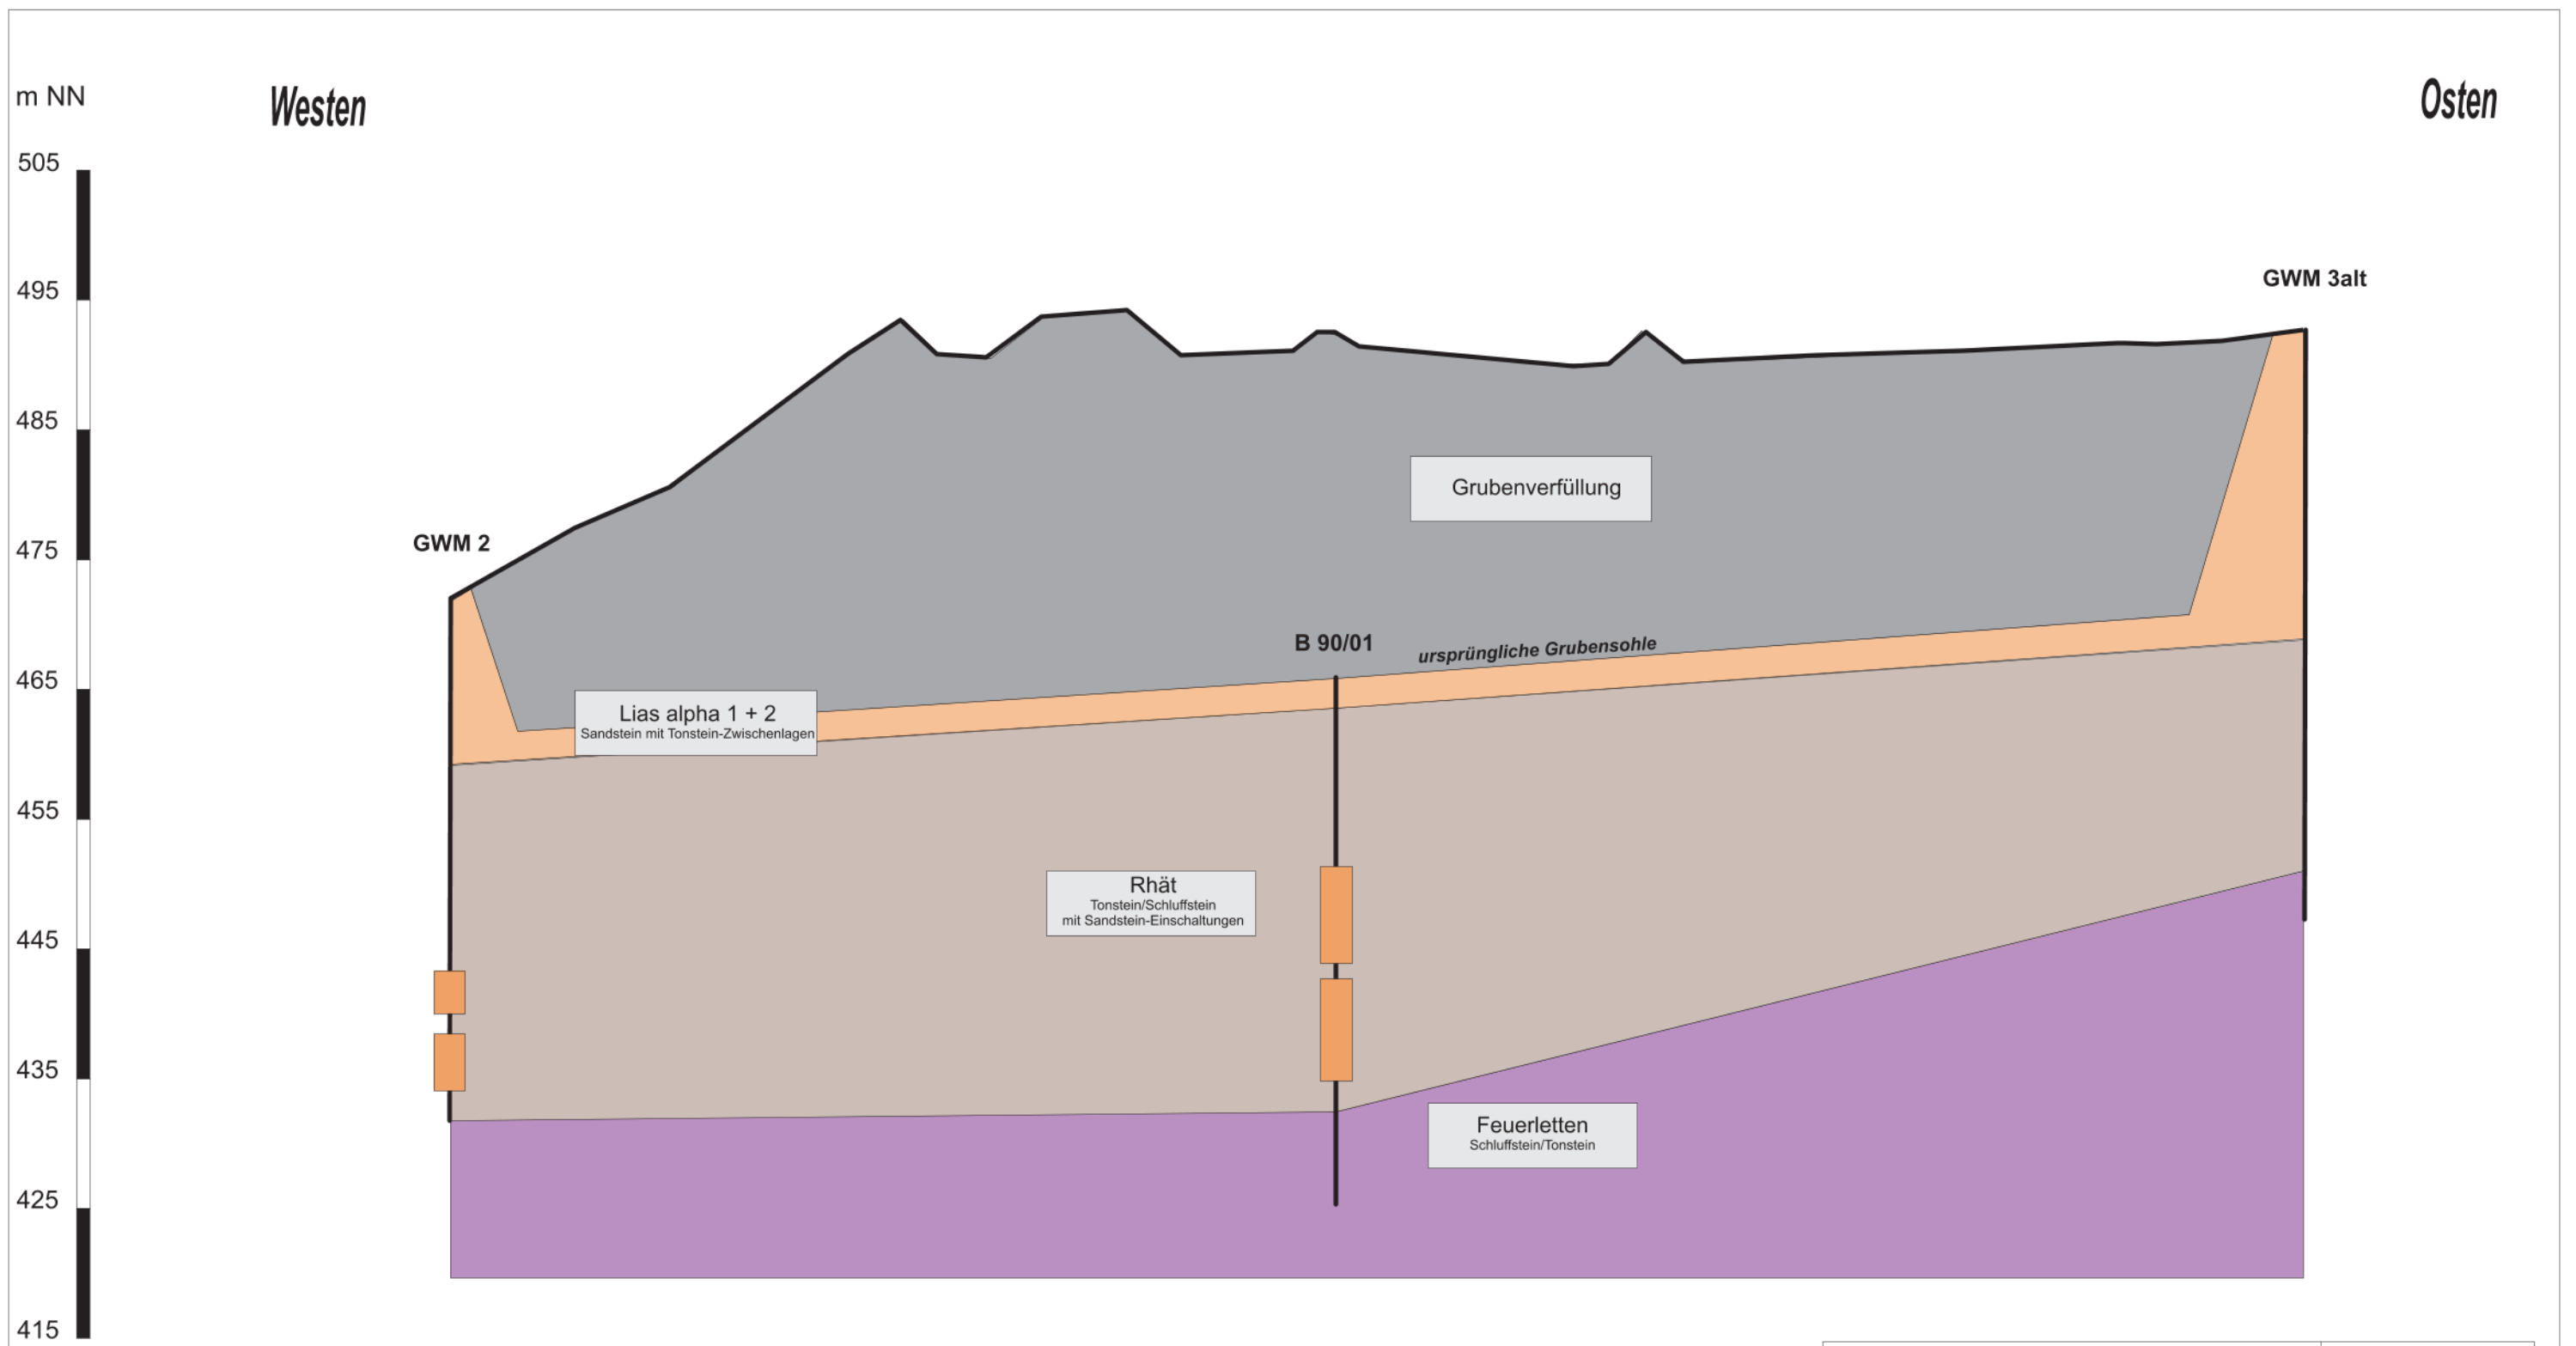 m NN
Westen
Osten
505
495
GWM 3alt
485
Grubenverfüllung
475
GWM 2
B 90/01
ursprüngliche Grubensohle
465
Lias alpha 1 + 2
Sandstein mit Tonstein-Zwischenlagen
455
Rhät
Tonstein/Schluffstein
mit Sandstein-Einschaltungen
445
435
Feuerletten
Schluffstein/Tonstein
425
415